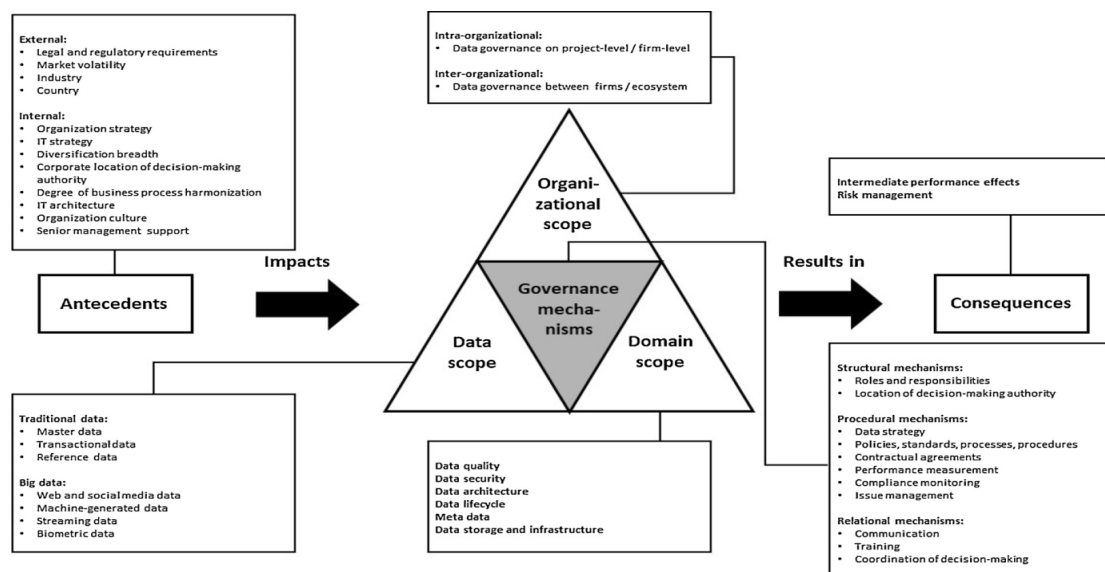 External:
• Legal and regulatory requirements
• Market volatility
• Industry
• Country
Internal:
• Organization strategy
• IT strategy
• Diversification breadth
• Corporate location of decision-making
authority
• Degree of business process harmonization
• IT architecture
• Organization culture
• Senior management support
Antecedents
Impacts
Intra-organizational:
• Data governance on project-level / firm-level
Inter-organizational:
• Data governance between firms / ecosystem
Organi-
zational
scope
Governance
mecha-
nisms
Data
scope
Domain
scope
Results in
Intermediate performance effects
Risk management
Consequences
Traditional data:
• Master data
• Transactional data
• Reference data
Big data:
• Web and social media data
• Machine-generated data
• Streaming data
• Biometric data
Data quality
Data security
Data architecture
Data lifecycle
Meta data
Data storage and infrastructure
Structural mechanisms:
• Roles and responsibilities
• Location of decision-making authority
Procedural mechanisms:
• Data strategy
• Policies, standards, processes, procedures
• Contractual agreements
• Performance measurement
• Compliance monitoring
• Issue management
Relational mechanisms:
• Communication
• Training
• Coordination of decision-making